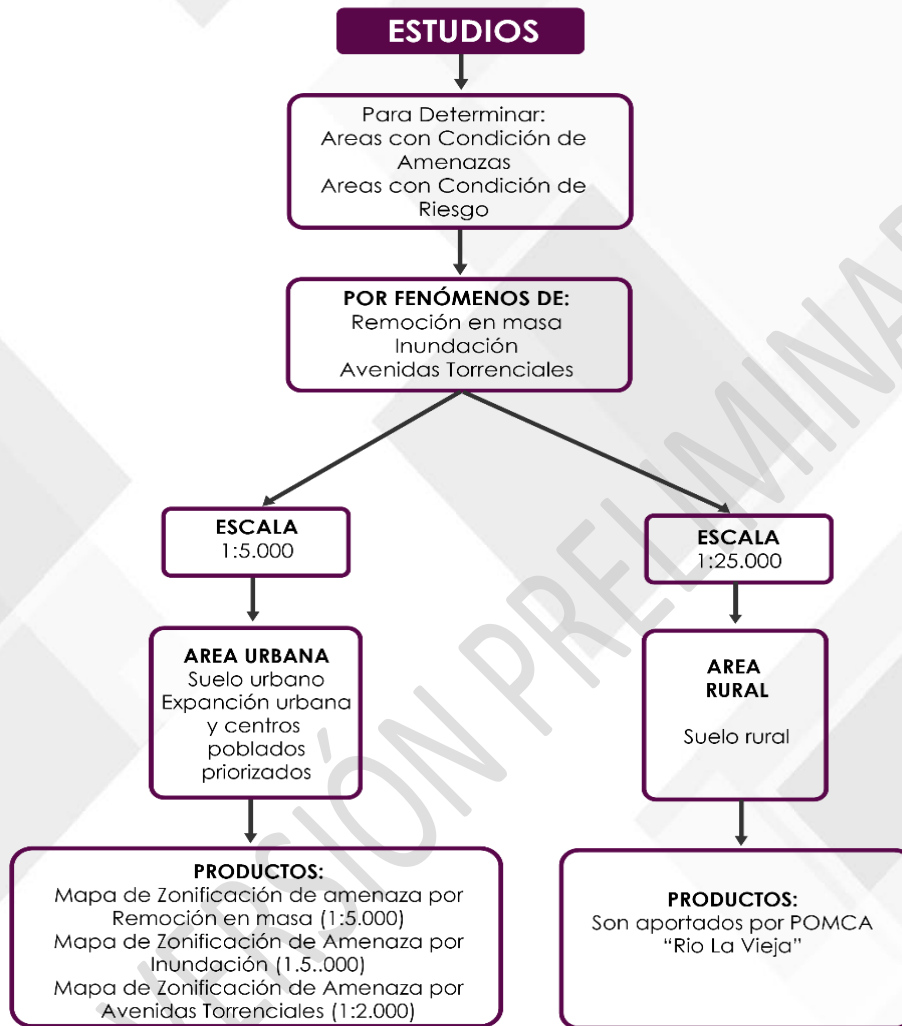 ESTUDIOS
Para Determinar:
Areas con Condición de
Amenazas
Areas con Condición de
Riesgo
POR FENÓMENOS DE:
Remoción en masa
Inundación
Avenidas Torrenciales
ESCALA
1:5.000
ESCALA
1:25.000
AREA URBANA
Suelo urbano
Expanción urbana
y centros
poblados
priorizados
AREA
RURAL
Suelo rural
PRODUCTOS:
Mapa de Zonificación de amenaza por
Remoción en masa (1:5.000)
Mapa de Zonificación de Amenaza por
Inundación (1.5..000)
Mapa de Zonificación de Amenaza por
Avenidas Torrenciales (1:2.000)
PRODUCTOS:
Son aportados por POMCA
“Rio La Vieja”
VERSIÓN PRELIMINAR